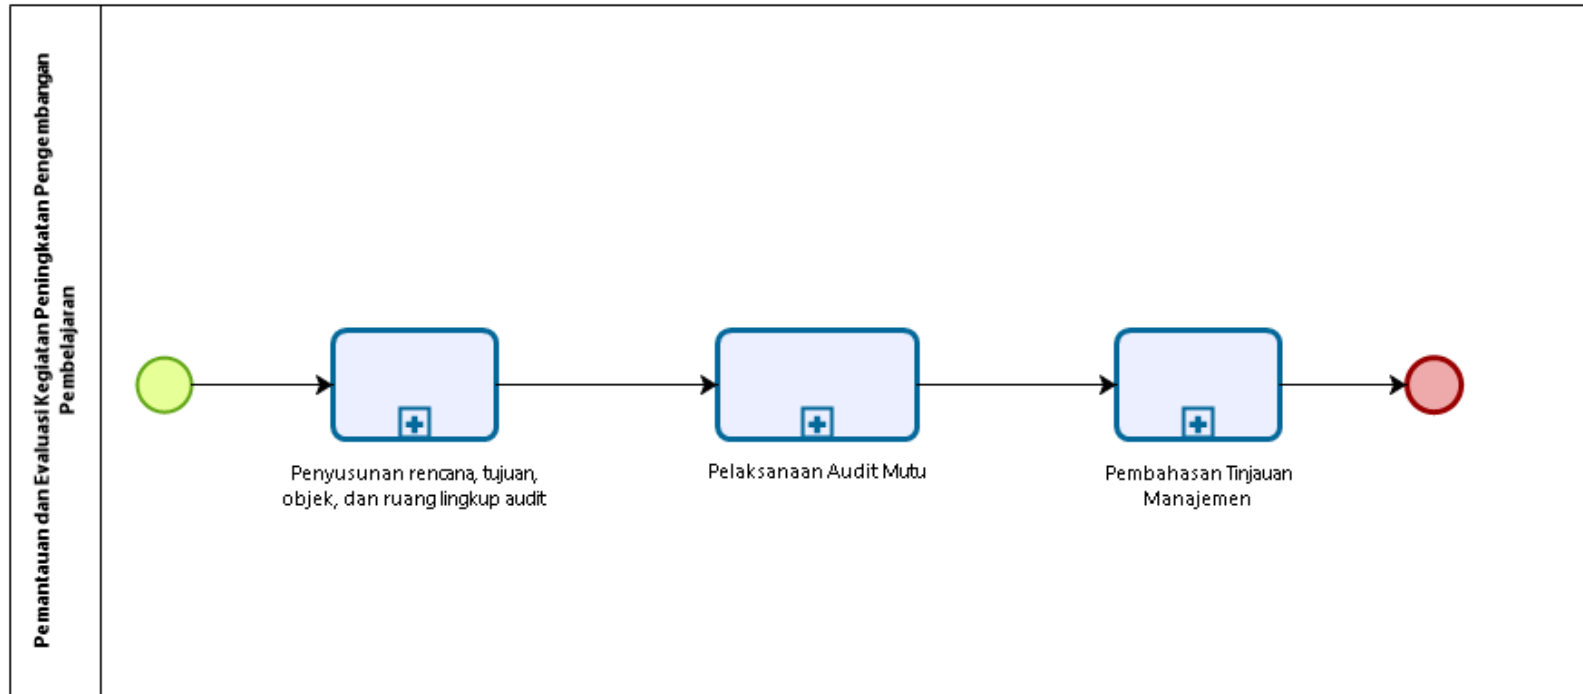 Pemantauan dan Evaluasi Kegiatan Peningkatan Pengembangan
Pembelajaran
Penyusunan rencana, tujuan,
objek, dan ruang lingkup audit
Pelaksanaan Audit Mutu
Pembahasan Tinjauan
Manajemen